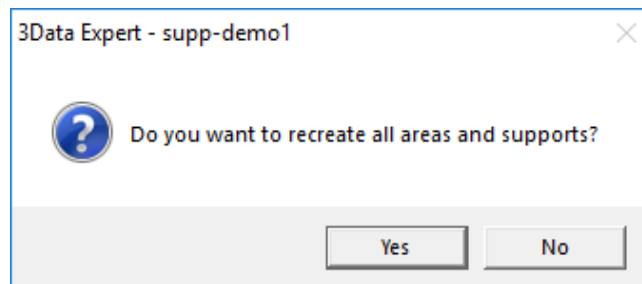 3Data Expert - supp-demo1
Do you want to recreate all areas and supports?
Yes No